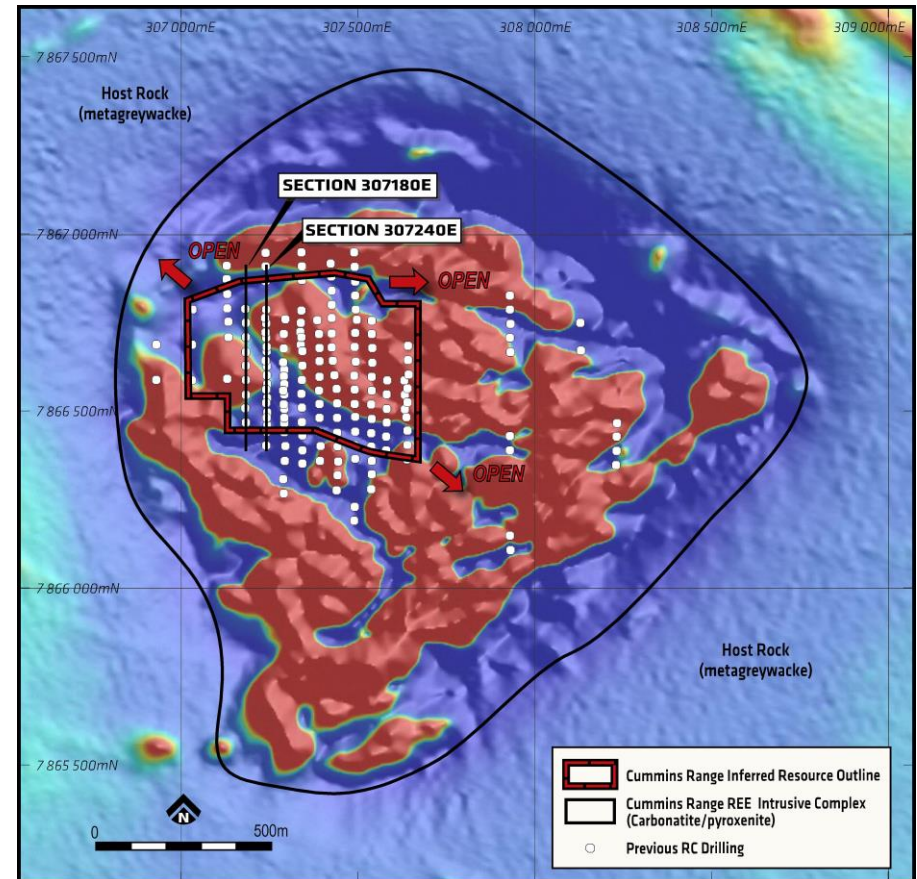 307 000mE
307 500mE
308 000mE
308 500mE
309 000mE
7 867 500mN
Host Rock
(metagreywacke)
SECTION 307180E
SECTION 307240E
7 867 000mN
OPEN
OPEN
7 866 500mN
OPEN
7 866 000mN
Host Rock
(metagreywacke)
7 865 500mN
Cummins Range Inferred Resource Outline
Cummins Range REE Intrusive Complex
(Carbonatite/pyroxenite)
Previous RC Drilling
N
0
500m